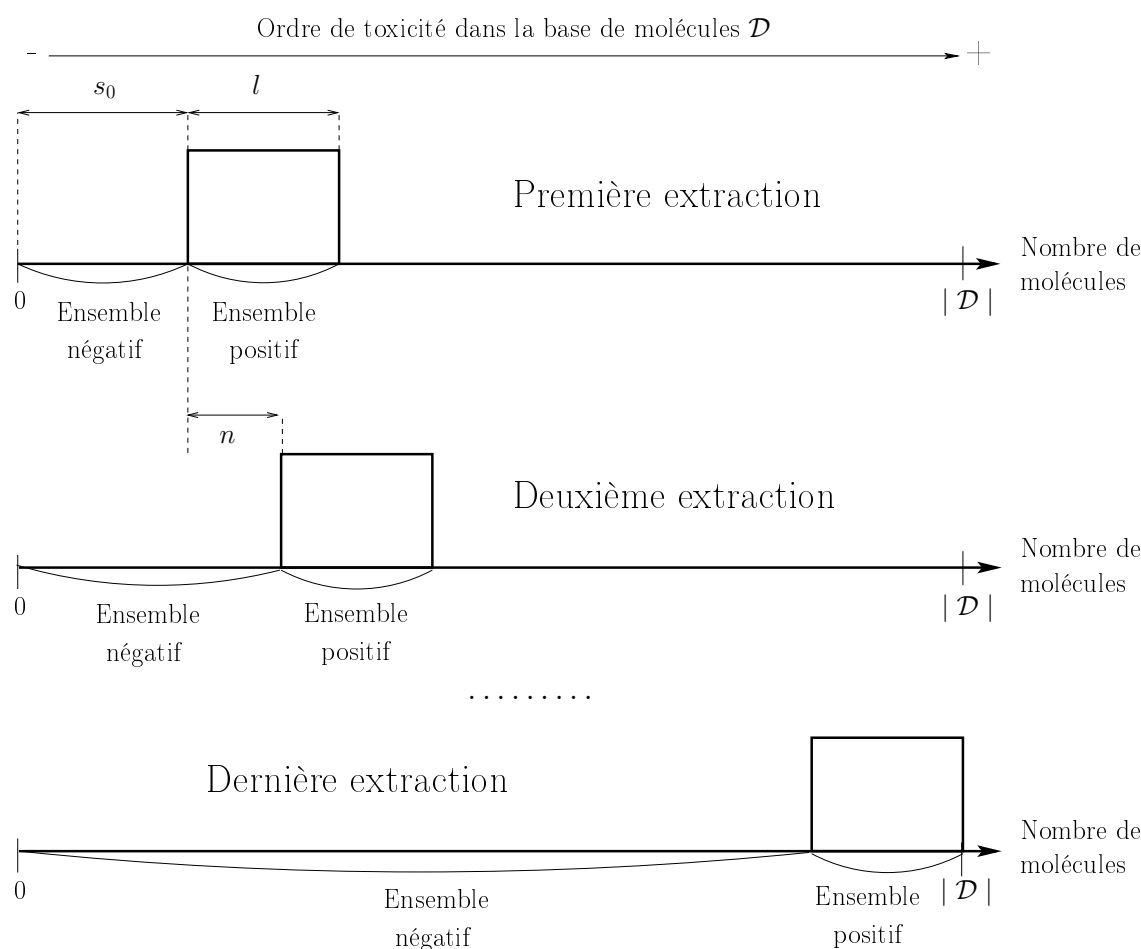 Ordre de toxicité dans la base de molécules 𝒟
- +
s₀ l
Première extraction
Nombre de
molécules
0 | 𝒟 |
Ensemble Ensemble
négatif positif
n
Deuxième extraction
Nombre de
molécules
0 | 𝒟 |
Ensemble Ensemble
négatif positif
.........
Dernière extraction
Nombre de
molécules
0 | 𝒟 |
Ensemble Ensemble
négatif positif